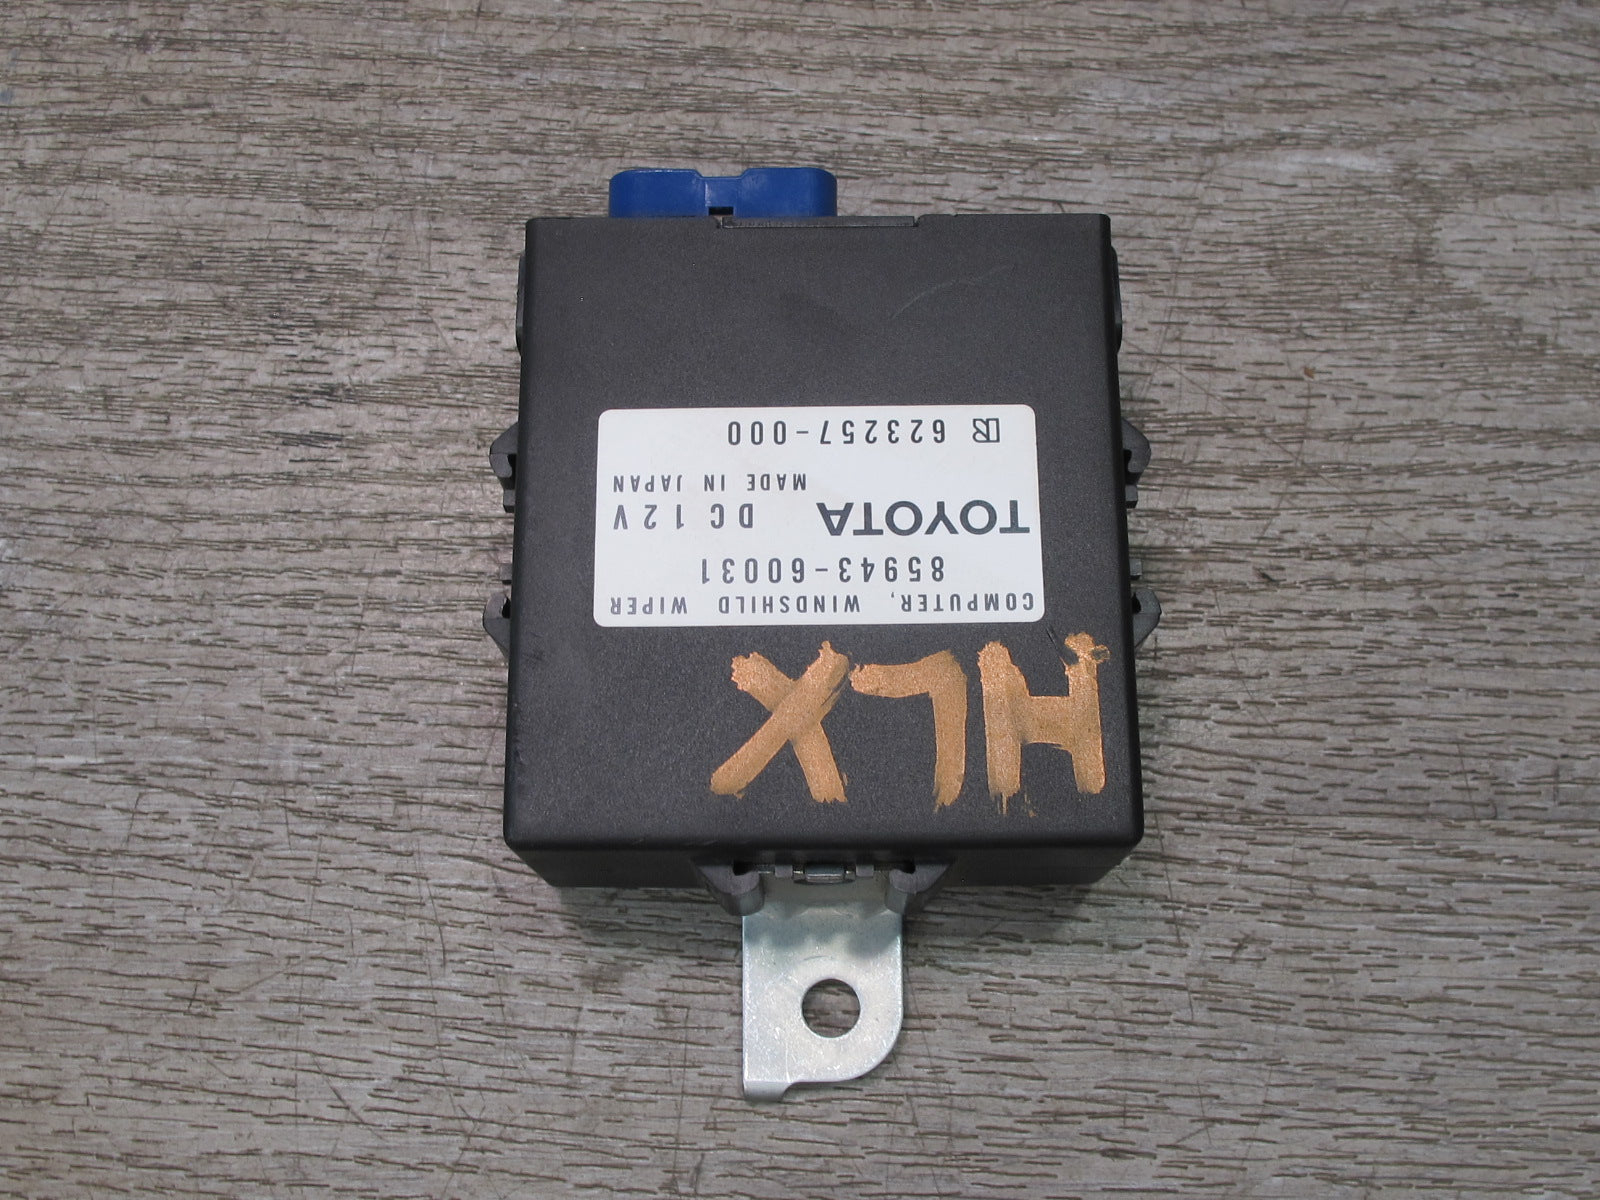 HLX
COMPUTER, WINDSHILD WIPER
85943-60031
TOYOTA DC 12V
MADE IN JAPAN
623257-000